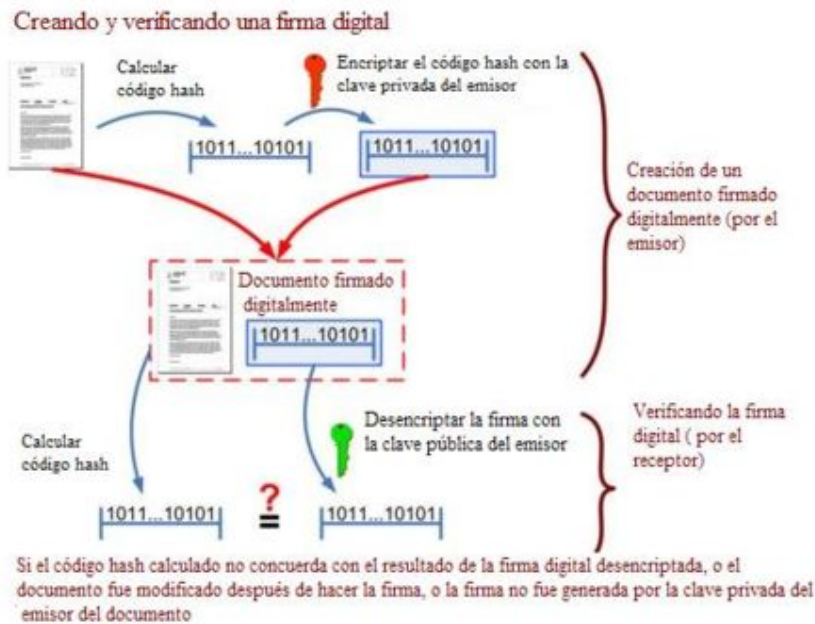 Creando y verificando una firma digital
Calcular
código hash
Encriptar el código hash con la
clave privada del emisor
1011...10101
1011...10101
Creación de un
documento firmado
digitalmente (por el
emisor)
Documento firmado
digitalmente
1011...10101
Calcular
código hash
Desencriptar la firma con
la clave pública del emisor
Verificando la firma
digital ( por el
receptor)
1011...10101
?
=
1011...10101
Si el código hash calculado no concuerda con el resultado de la firma digital desencriptada, o el
documento fue modificado después de hacer la firma, o la firma no fue generada por la clave privada del
emisor del documento